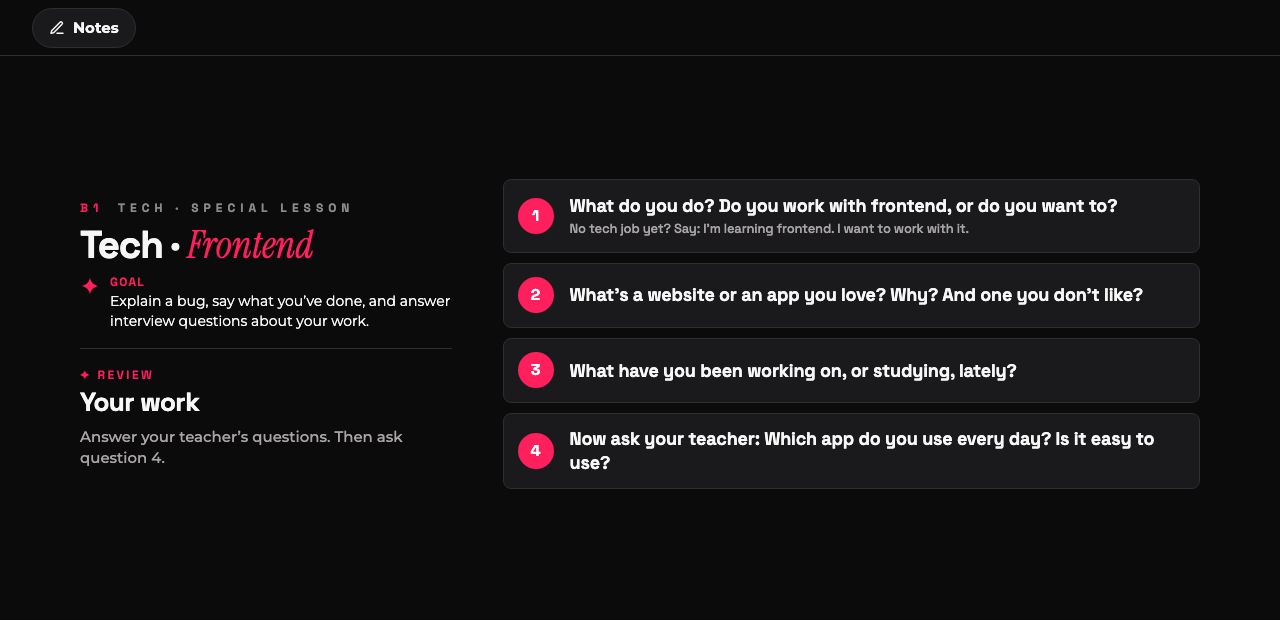 Notes
B1 TECH · SPECIAL LESSON
Tech · Frontend
GOAL
Explain a bug, say what you've done, and answer
interview questions about your work.
REVIEW
Your work
Answer your teacher's questions. Then ask
question 4.
1
What do you do? Do you work with frontend, or do you want to?
No tech job yet? Say: I'm learning frontend. I want to work with it.
2
What's a website or an app you love? Why? And one you don't like?
3
What have you been working on, or studying, lately?
4
Now ask your teacher: Which app do you use every day? Is it easy to
use?